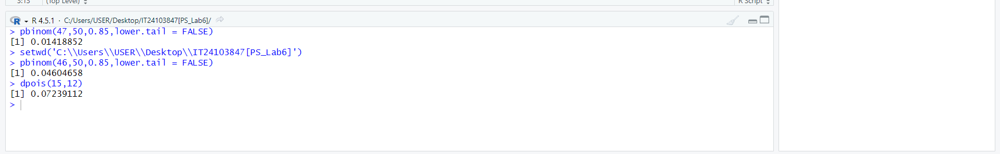 3:13 (Top Level) R Script
R 4.5.1 · C:/Users/USER/Desktop/IT24103847[PS_Lab6]/
> pbinom(47,50,0.85,lower.tail = FALSE)
[1] 0.01418852
> setwd('C:\\Users\\USER\\Desktop\\IT24103847[PS_Lab6]')
> pbinom(46,50,0.85,lower.tail = FALSE)
[1] 0.04604658
> dpois(15,12)
[1] 0.07239112
>